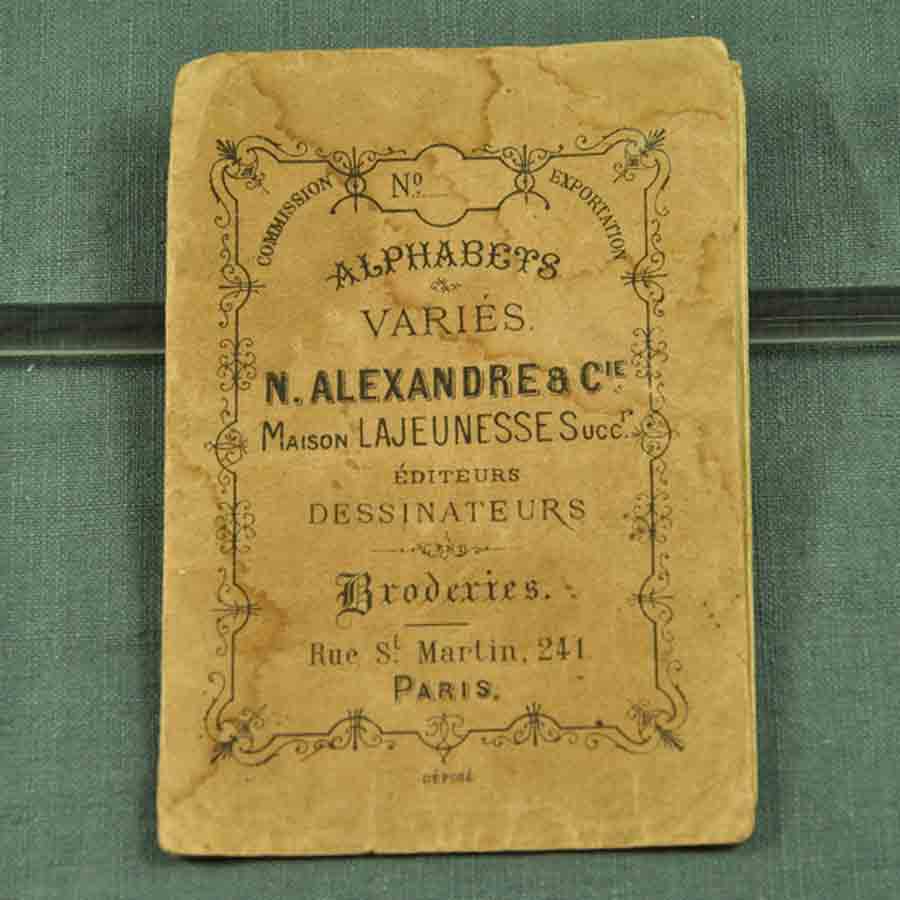 Nº
COMMISSION
EXPORTATION
ALPHABETS
VARIÉS.
N. ALEXANDRE & CIE
MAISON LAJEUNESSE SUCCr.
ÉDITEURS
DESSINATEURS
Broderies.
Rue St. Martin, 241
PARIS.
DÉPOSÉ